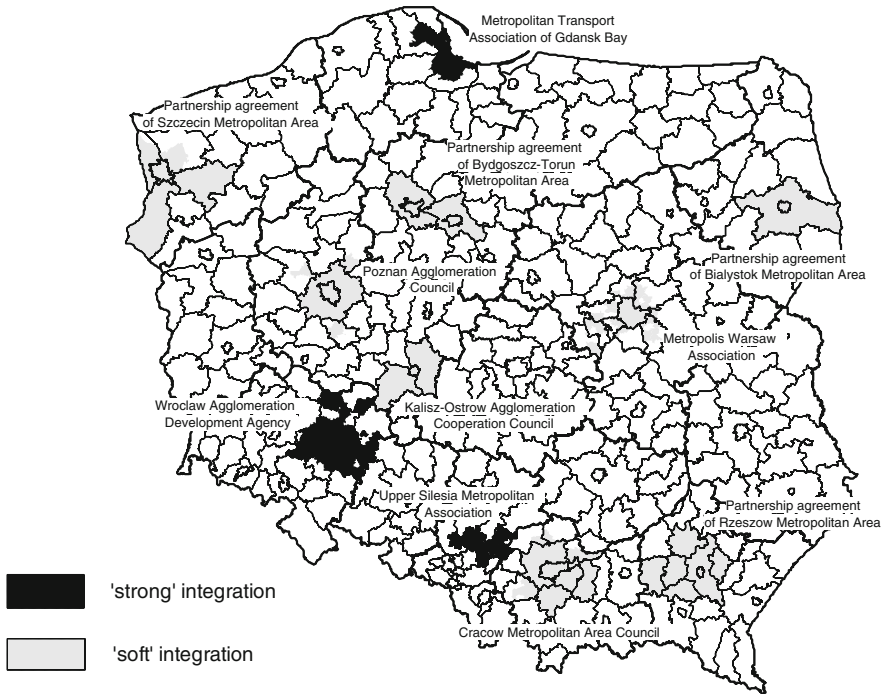 Metropolitan Transport
Association of Gdansk Bay
Partnership agreement
of Szczecin Metropolitan Area
Partnership agreement
of Bydgoszcz-Torun
Metropolitan Area
Partnership agreement
of Bialystok Metropolitan Area
Poznan Agglomeration
Council
Metropolis Warsaw
Association
Wroclaw Agglomeration
Development Agency
Kalisz-Ostrow Agglomeration
Cooperation Council
Upper Silesia Metropolitan
Association
Partnership agreement
of Rzeszow Metropolitan Area
'strong' integration
'soft' integration
Cracow Metropolitan Area Council